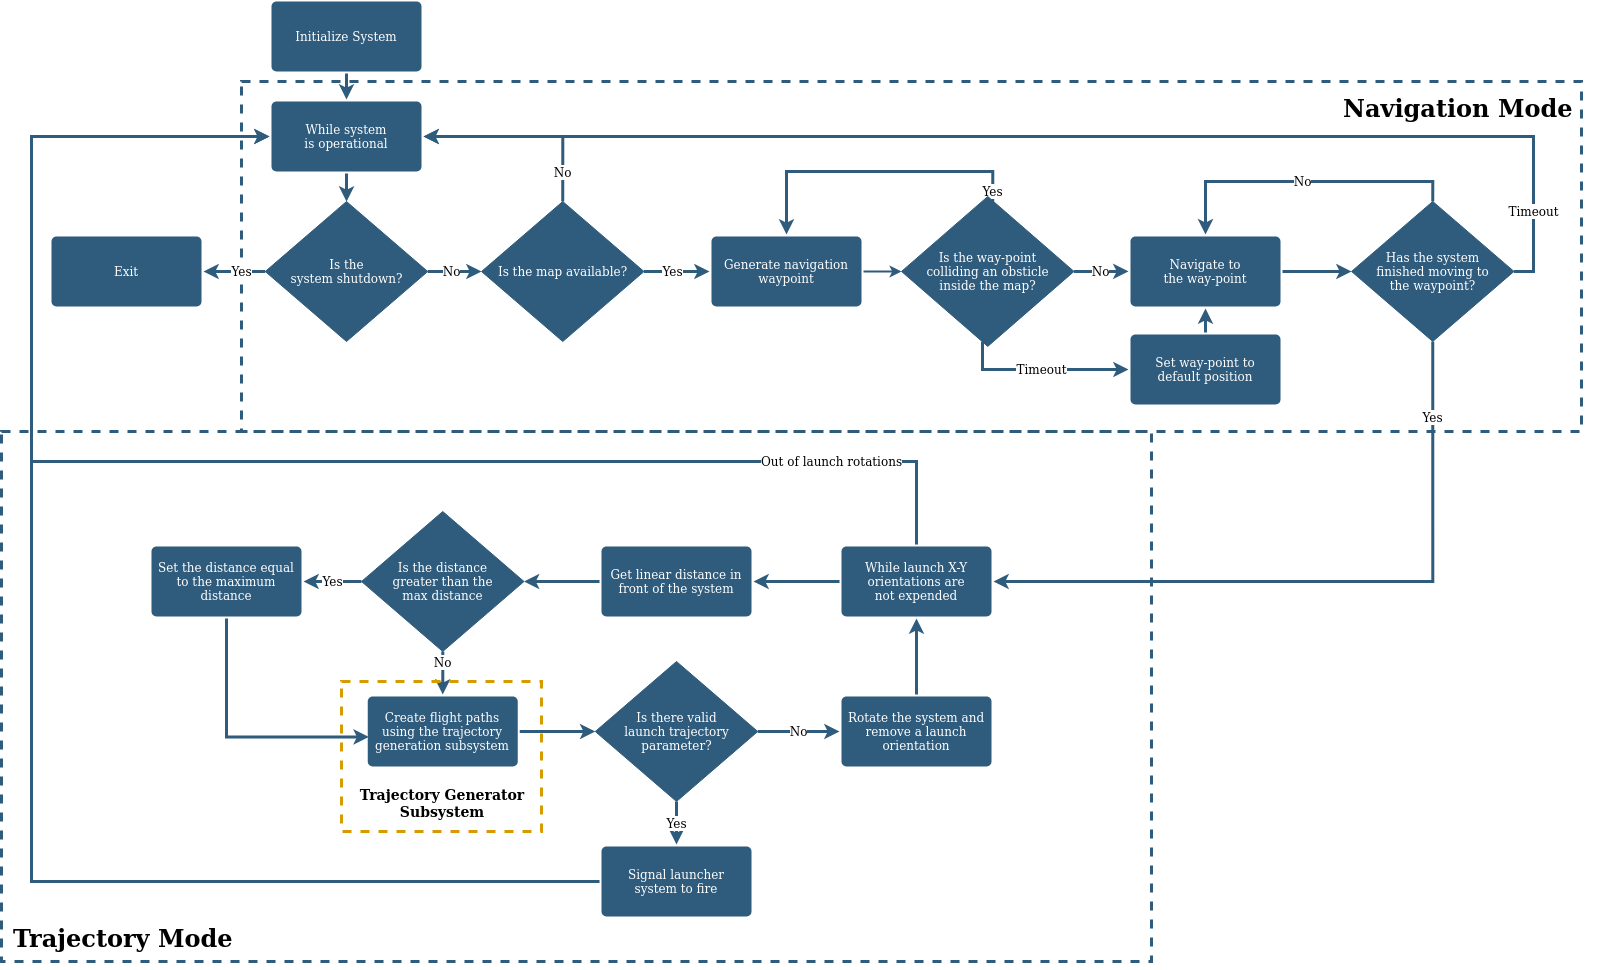 Initialize System
Navigation Mode
While system
is operational
No
Yes
No
Timeout
Exit
Yes
Is the
system shutdown?
No
Is the map available?
Yes
Generate navigation
waypoint
Is the way-point
colliding an obsticle
inside the map?
No
Navigate to
the way-point
Has the system
finished moving to
the waypoint?
Timeout
Set way-point to
default position
Yes
Out of launch rotations
Set the distance equal
to the maximum
distance
Yes
Is the distance
greater than the
max distance
Get linear distance in
front of the system
While launch X-Y
orientations are
not expended
No
Create flight paths
using the trajectory
generation subsystem
Is there valid
launch trajectory
parameter?
No
Rotate the system and
remove a launch
orientation
Trajectory Generator
Subsystem
Yes
Signal launcher
system to fire
Trajectory Mode